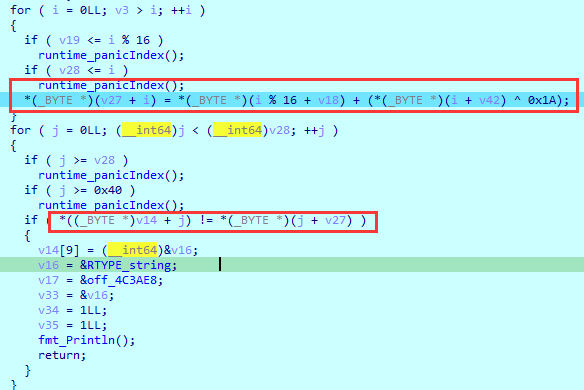 for ( i = 0LL; v3 > i; ++i )
{
if ( v19 <= i % 16 )
runtime_panicIndex();
if ( v28 <= i )
runtime_panicIndex();
*(_BYTE *)(v27 + i) = *(_BYTE *)(i % 16 + v18) + (*(_BYTE *)(i + v42) ^ 0x1A);
}
for ( j = 0LL; (__int64)j < (__int64)v28; ++j )
{
if ( j >= v28 )
runtime_panicIndex();
if ( j >= 0x40 )
runtime_panicIndex();
if ( *((_BYTE *)v14 + j) != *(_BYTE *)(j + v27) )
{
v14[9] = (__int64)&v16;
v16 = &RTYPE_string;
v17 = &off_4C3AE8;
v33 = &v16;
v34 = 1LL;
v35 = 1LL;
fmt_Println();
return;
}
}